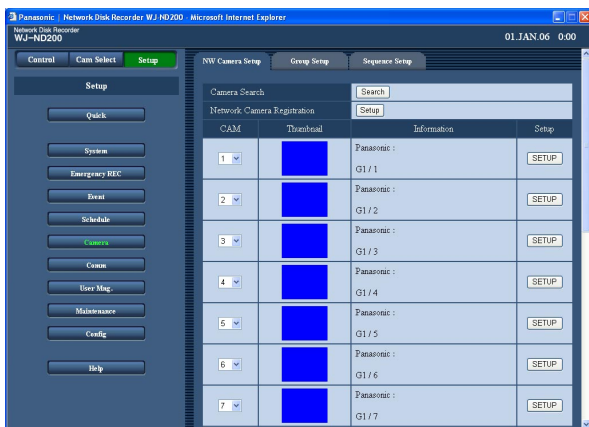 Panasonic | Network Disk Recorder WJ-ND200 - Microsoft Internet Explorer
Network Disk Recorder
WJ-ND200
01.JAN.06 0:00
Control Cam Select Setup
Setup
Quick
System
Emergency REC
Event
Schedule
Camera
Comm
User Mng.
Maintenance
Config
Help
NW Camera Setup Group Setup Sequence Setup
Camera Search Search
Network Camera Registration Setup
CAM Thumbnail Information Setup
Panasonic :
1 SETUP
G1 / 1
Panasonic :
2 SETUP
G1 / 2
Panasonic :
3 SETUP
G1 / 3
Panasonic :
4 SETUP
G1 / 4
Panasonic :
5 SETUP
G1 / 5
Panasonic :
6 SETUP
G1 / 6
Panasonic :
7 SETUP
G1 / 7